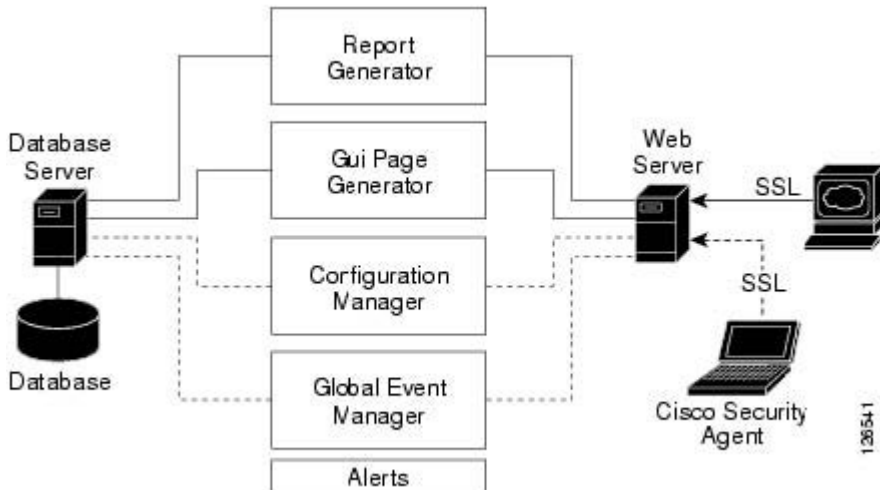 Report
Generator
Database
Server
Gui Page
Generator
Web
Server
SSL
Configuration
Manager
SSL
Database
Global Event
Manager
Cisco Security
Agent
126541
Alerts